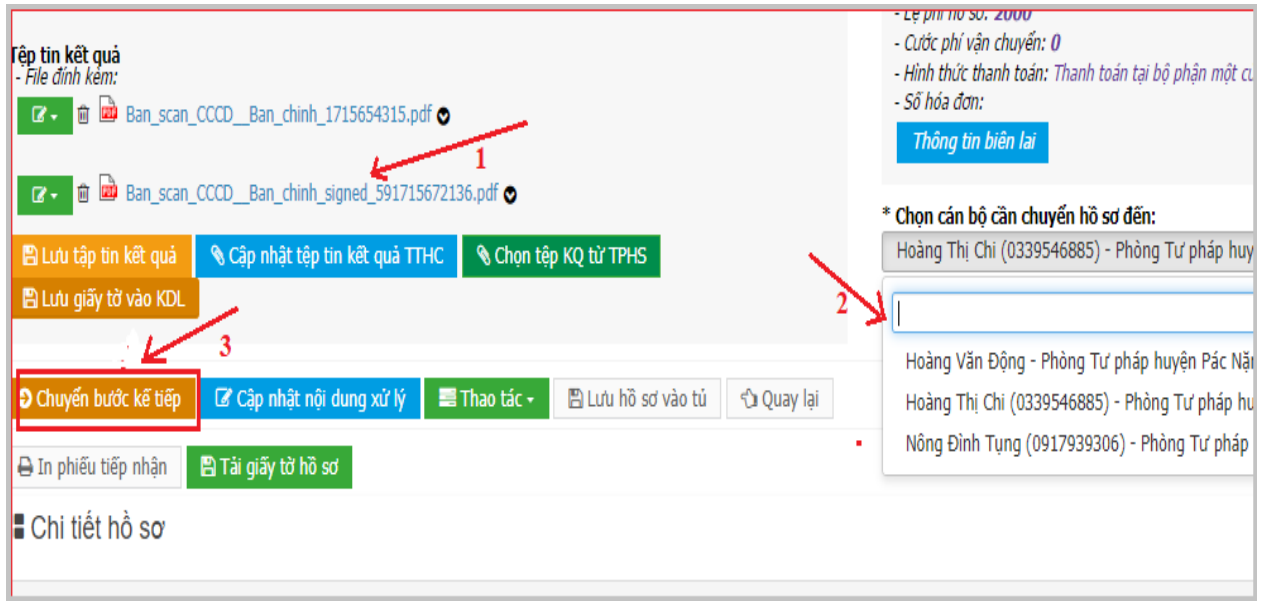 Tệp tin kết quả
- File đính kèm:
Ban_scan_CCCD__Ban_chinh_1715654315.pdf
1
Ban_scan_CCCD__Ban_chinh_signed_591715672136.pdf
Lưu tập tin kết quả
Cập nhật tệp tin kết quả TTHC
Chọn tệp KQ từ TPHS
Lưu giấy tờ vào KDL
3
Chuyển bước kế tiếp
Cập nhật nội dung xử lý
Thao tác
Lưu hồ sơ vào tủ
Quay lại
In phiếu tiếp nhận
Tải giấy tờ hồ sơ
Chi tiết hồ sơ
- Lệ phí hồ sơ: 2000
- Cước phí vận chuyển: 0
- Hình thức thanh toán: Thanh toán tại bộ phận một
- Số hóa đơn:
Thông tin biên lai
* Chọn cán bộ cần chuyển hồ sơ đến:
Hoàng Thị Chi (0339546885) - Phòng Tư pháp huy
2
Hoàng Văn Động - Phòng Tư pháp huyện Pác Nặ
Hoàng Thị Chi (0339546885) - Phòng Tư pháp hu
Nông Đình Tụng (0917939306) - Phòng Tư pháp